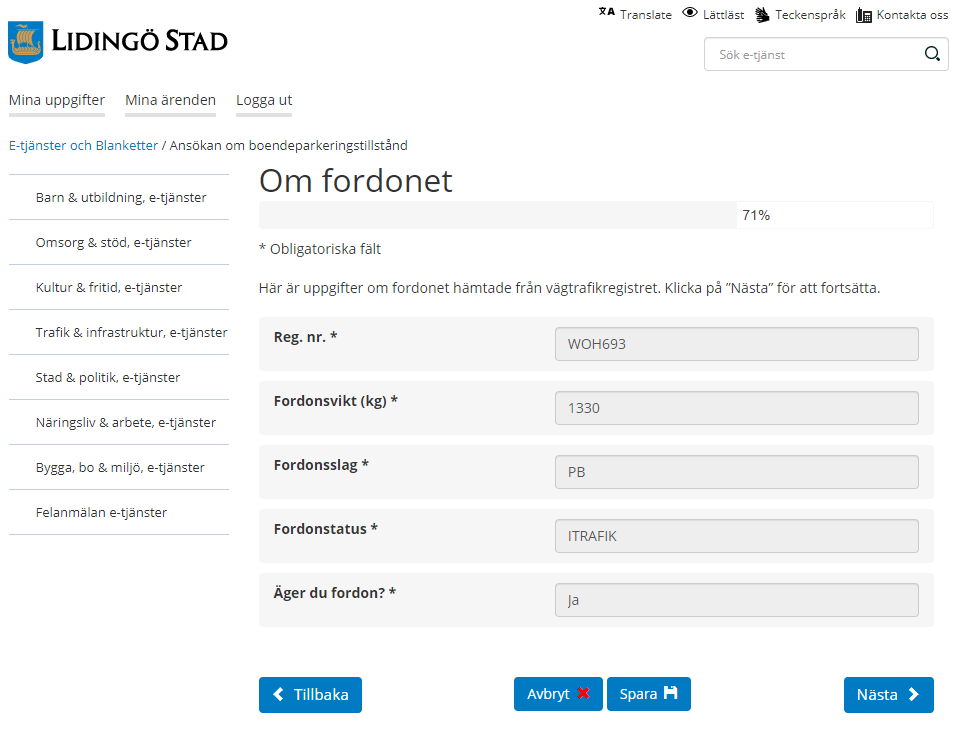 Translate Lättläst Teckenspråk Kontakta oss
LIDINGÖ STAD
Sök e-tjänst
Mina uppgifter Mina ärenden Logga ut
E-tjänster och Blanketter / Ansökan om boendeparkeringstillstånd
Barn & utbildning, e-tjänster
Omsorg & stöd, e-tjänster
Kultur & fritid, e-tjänster
Trafik & infrastruktur, e-tjänster
Stad & politik, e-tjänster
Näringsliv & arbete, e-tjänster
Bygga, bo & miljö, e-tjänster
Felanmälan e-tjänster
Om fordonet
71%
* Obligatoriska fält
Här är uppgifter om fordonet hämtade från vägtrafikregistret. Klicka på ”Nästa” för att fortsätta.
Reg. nr. * WOH693
Fordonsvikt (kg) * 1330
Fordonsslag * PB
Fordonstatus * ITRAFIK
Äger du fordon? * Ja
Tillbaka Avbryt Spara Nästa